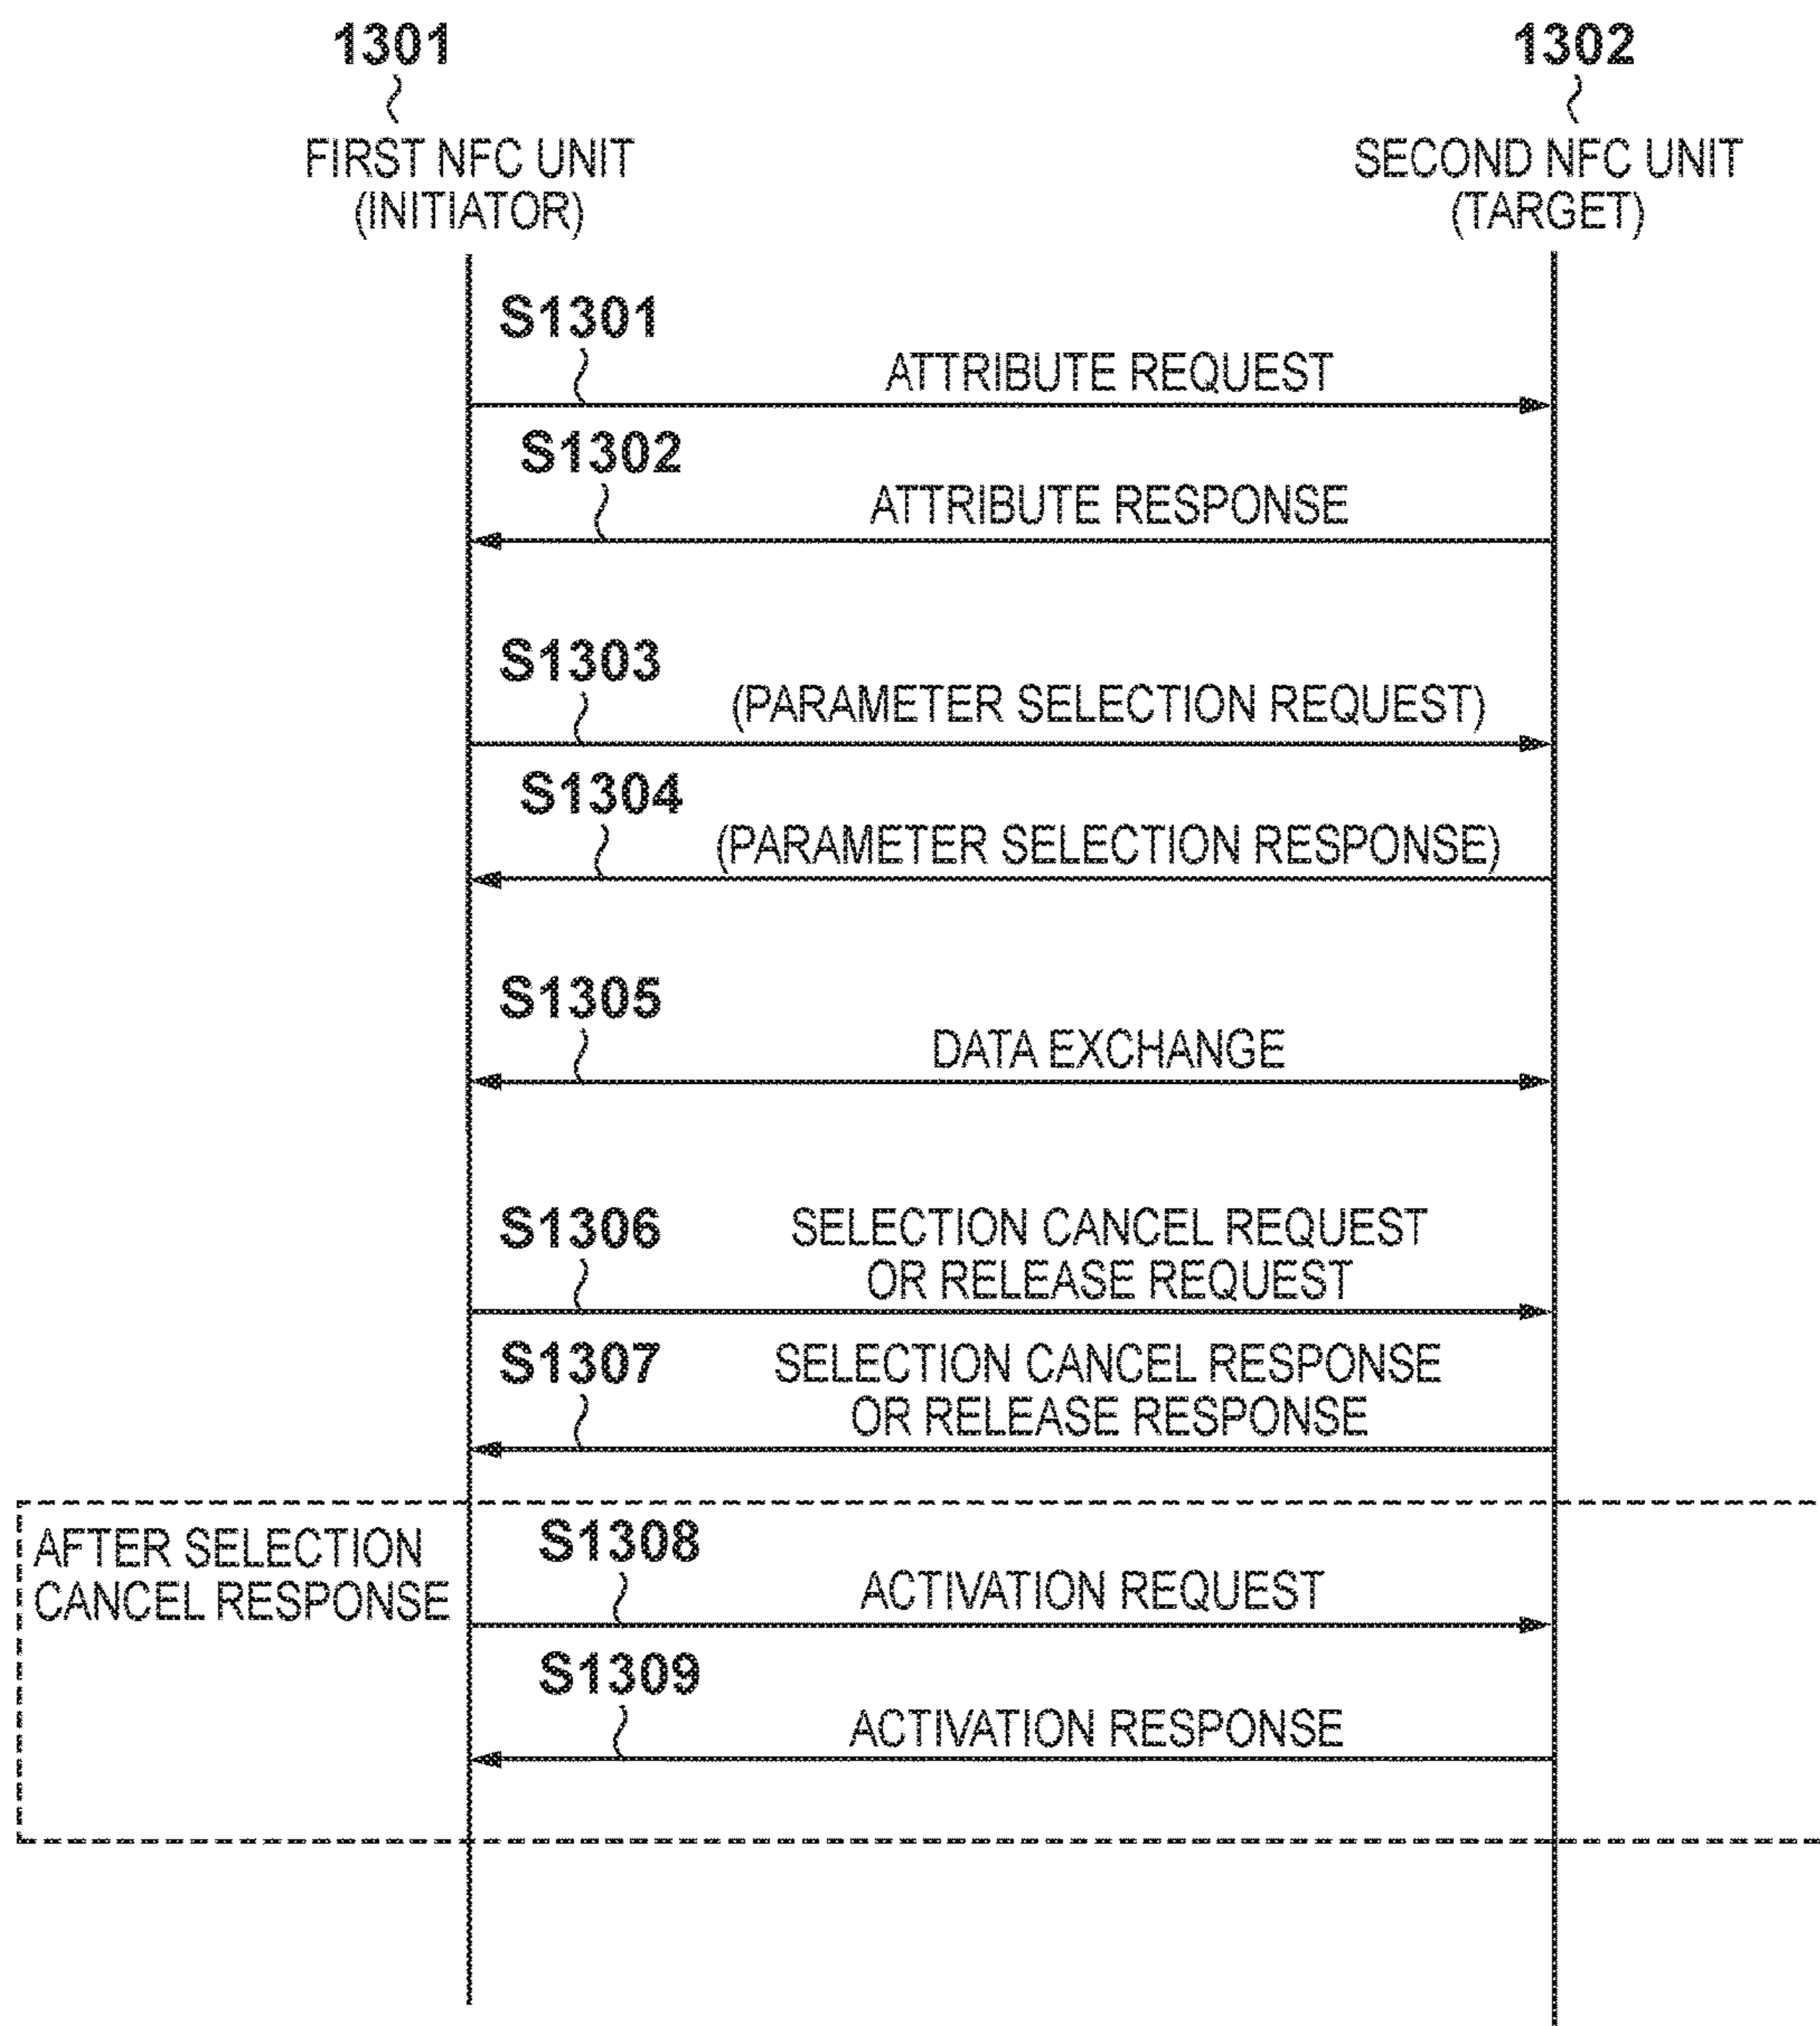 1301
1302
FIRST NFC UNIT
(INITIATOR)
SECOND NFC UNIT
(TARGET)
S1301
ATTRIBUTE REQUEST
S1302
ATTRIBUTE RESPONSE
S1303
(PARAMETER SELECTION REQUEST)
S1304
(PARAMETER SELECTION RESPONSE)
S1305
DATA EXCHANGE
S1306
SELECTION CANCEL REQUEST
OR RELEASE REQUEST
S1307
SELECTION CANCEL RESPONSE
OR RELEASE RESPONSE
AFTER SELECTION
CANCEL RESPONSE
S1308
ACTIVATION REQUEST
S1309
ACTIVATION RESPONSE